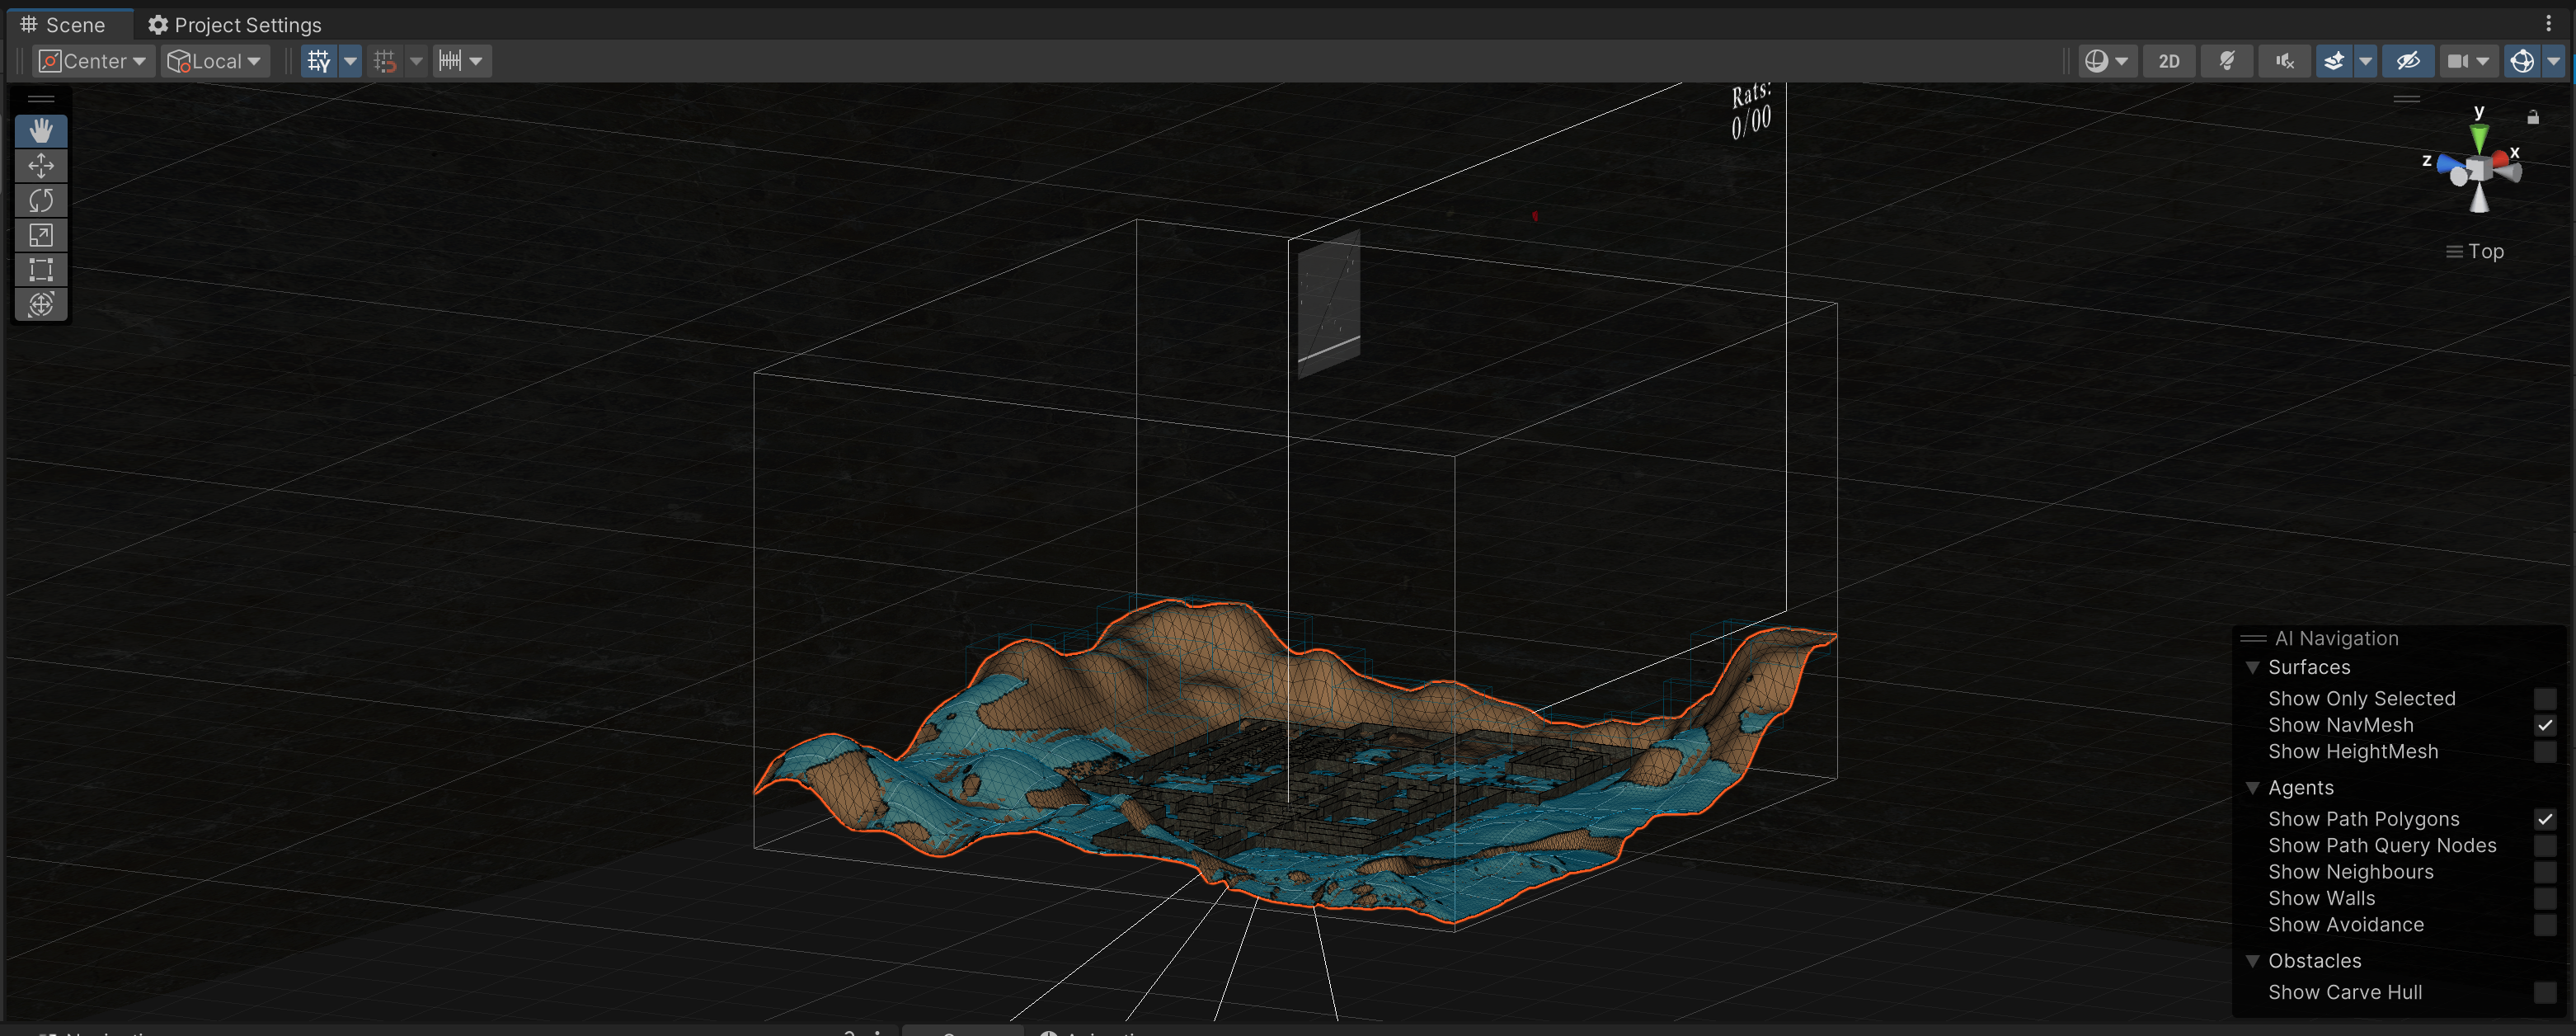 Scene
Project Settings
Center
Local
2D
Rats:
0/00
y
x
z
Top
AI Navigation
Surfaces
Show Only Selected
Show NavMesh
Show HeightMesh
Agents
Show Path Polygons
Show Path Query Nodes
Show Neighbours
Show Walls
Show Avoidance
Obstacles
Show Carve Hull